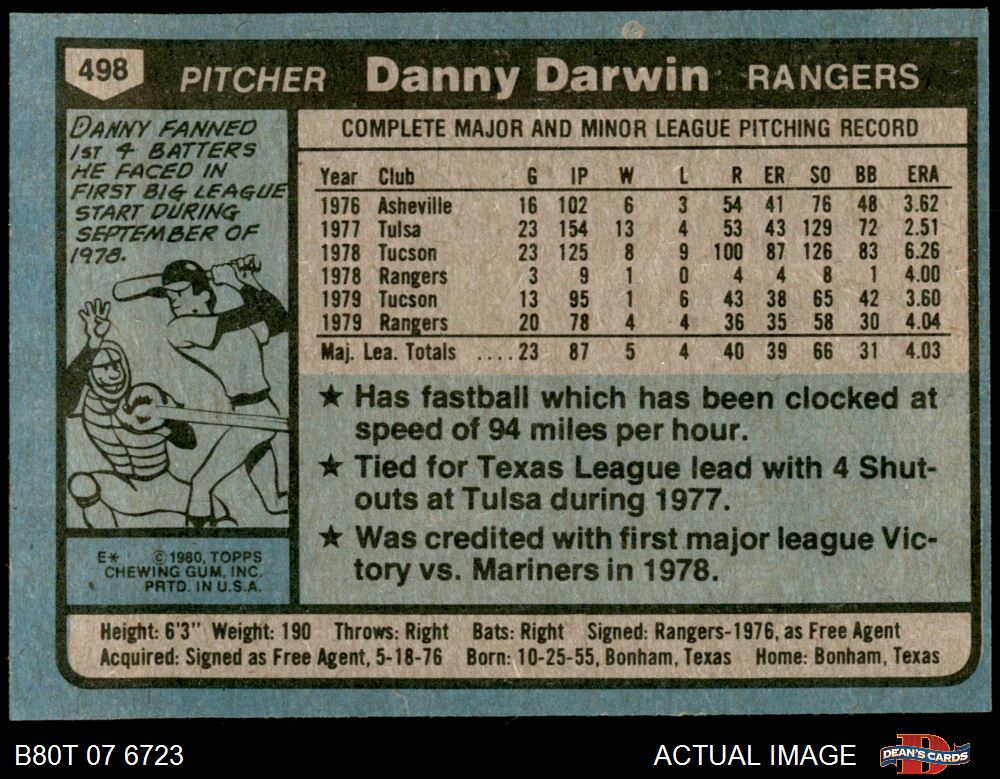 498 PITCHER Danny Darwin RANGERS
DANNY FANNED
1ST 4 BATTERS
HE FACED IN
FIRST BIG LEAGUE
START DURING
SEPTEMBER OF
1978.
COMPLETE MAJOR AND MINOR LEAGUE PITCHING RECORD
Year Club G IP W L R ER SO BB ERA
1976 Asheville 16 102 6 3 54 41 76 48 3.62
1977 Tulsa 23 154 13 4 53 43 129 72 2.51
1978 Tucson 23 125 8 9 100 87 126 83 6.26
1978 Rangers 3 9 1 0 4 4 8 1 4.00
1979 Tucson 13 95 1 6 43 38 65 42 3.60
1979 Rangers 20 78 4 4 36 35 58 30 4.04
Maj. Lea. Totals ....23 87 5 4 40 39 66 31 4.03
★ Has fastball which has been clocked at
speed of 94 miles per hour.
★ Tied for Texas League lead with 4 Shut-
outs at Tulsa during 1977.
★ Was credited with first major league Vic-
tory vs. Mariners in 1978.
E* © 1980, TOPPS
CHEWING GUM, INC.
PRTD. IN U.S.A.
Height: 6'3" Weight: 190 Throws: Right Bats: Right Signed: Rangers-1976, as Free Agent
Acquired: Signed as Free Agent, 5-18-76 Born: 10-25-55, Bonham, Texas Home: Bonham, Texas
B80T 07 6723 ACTUAL IMAGE DEAN'S CARDS